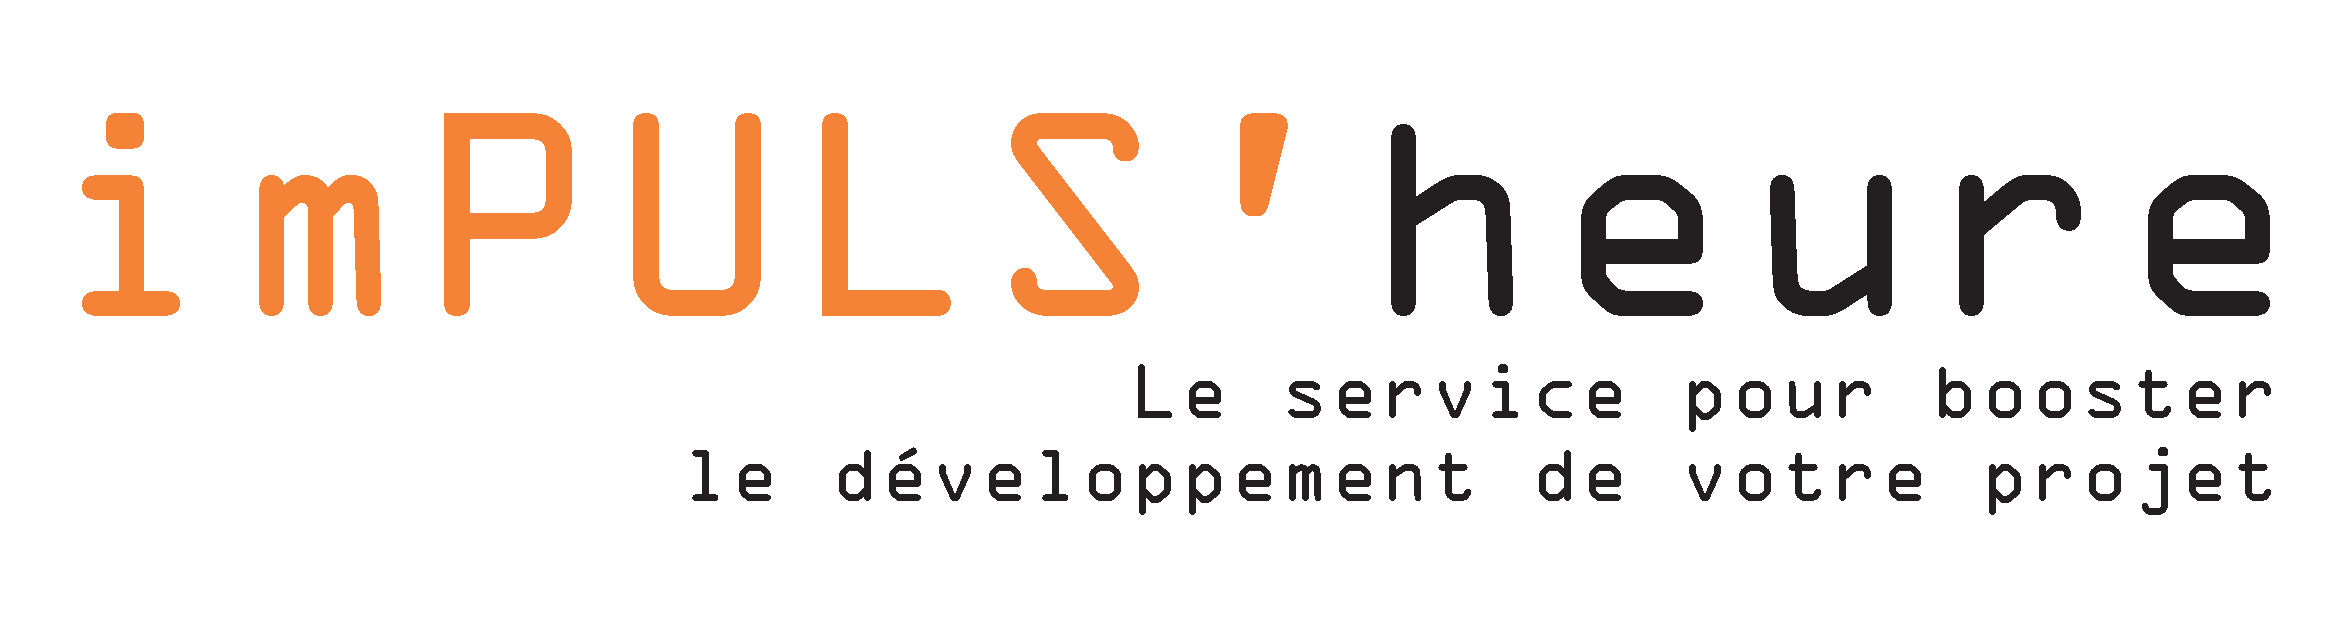 imPULS'heure
Le service pour booster
le développement de votre projet